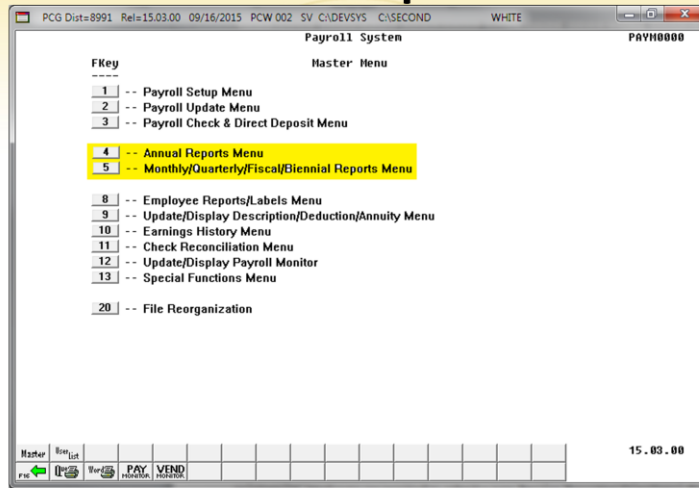 PCG Dist=8991 Rel=15.03.00 09/16/2015 PCW 002 SV C:\DEVSYS C:\SECOND WHITE
Payroll System PAYM0000
FKey Master Menu
----
1 -- Payroll Setup Menu
2 -- Payroll Update Menu
3 -- Payroll Check & Direct Deposit Menu
4 -- Annual Reports Menu
5 -- Monthly/Quarterly/Fiscal/Biennial Reports Menu
8 -- Employee Reports/Labels Menu
9 -- Update/Display Description/Deduction/Annuity Menu
10 -- Earnings History Menu
11 -- Check Reconciliation Menu
12 -- Update/Display Payroll Monitor
13 -- Special Functions Menu
20 -- File Reorganization
Master User List 15.03.00
F16 Word PAY MONITOR VEND MONITOR